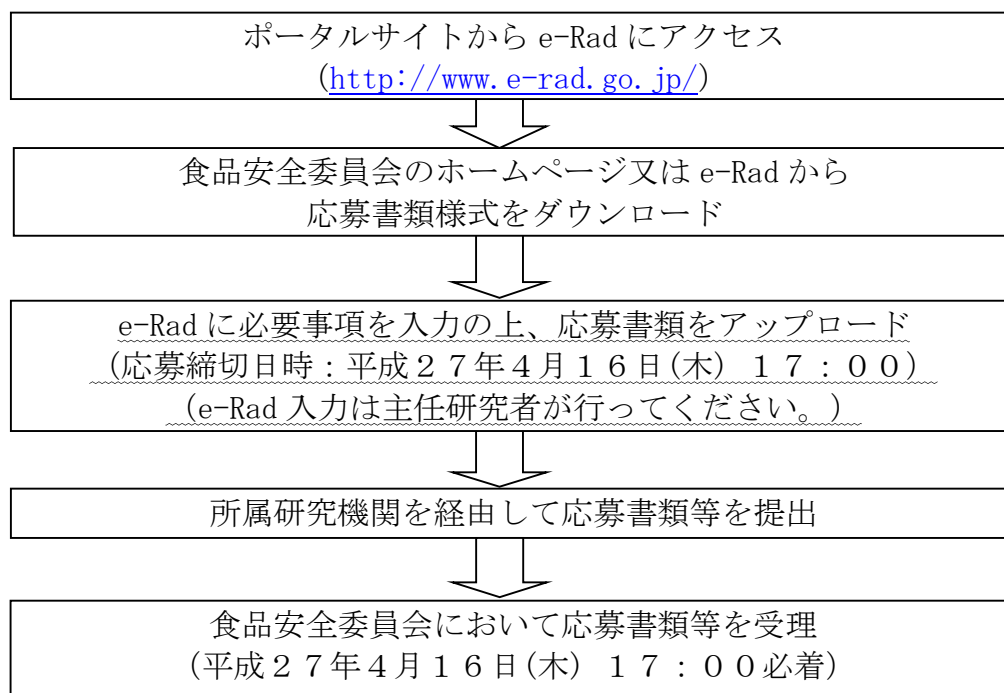 ポータルサイトから e-Rad にアクセス
(http://www.e-rad.go.jp/)
食品安全委員会のホームページ又は e-Rad から
応募書類様式をダウンロード
e-Rad に必要事項を入力の上、応募書類をアップロード
(応募締切日時：平成２７年４月１６日(木) １７：００)
(e-Rad 入力は主任研究者が行ってください。)
所属研究機関を経由して応募書類等を提出
食品安全委員会において応募書類等を受理
(平成２７年４月１６日(木) １７：００必着)